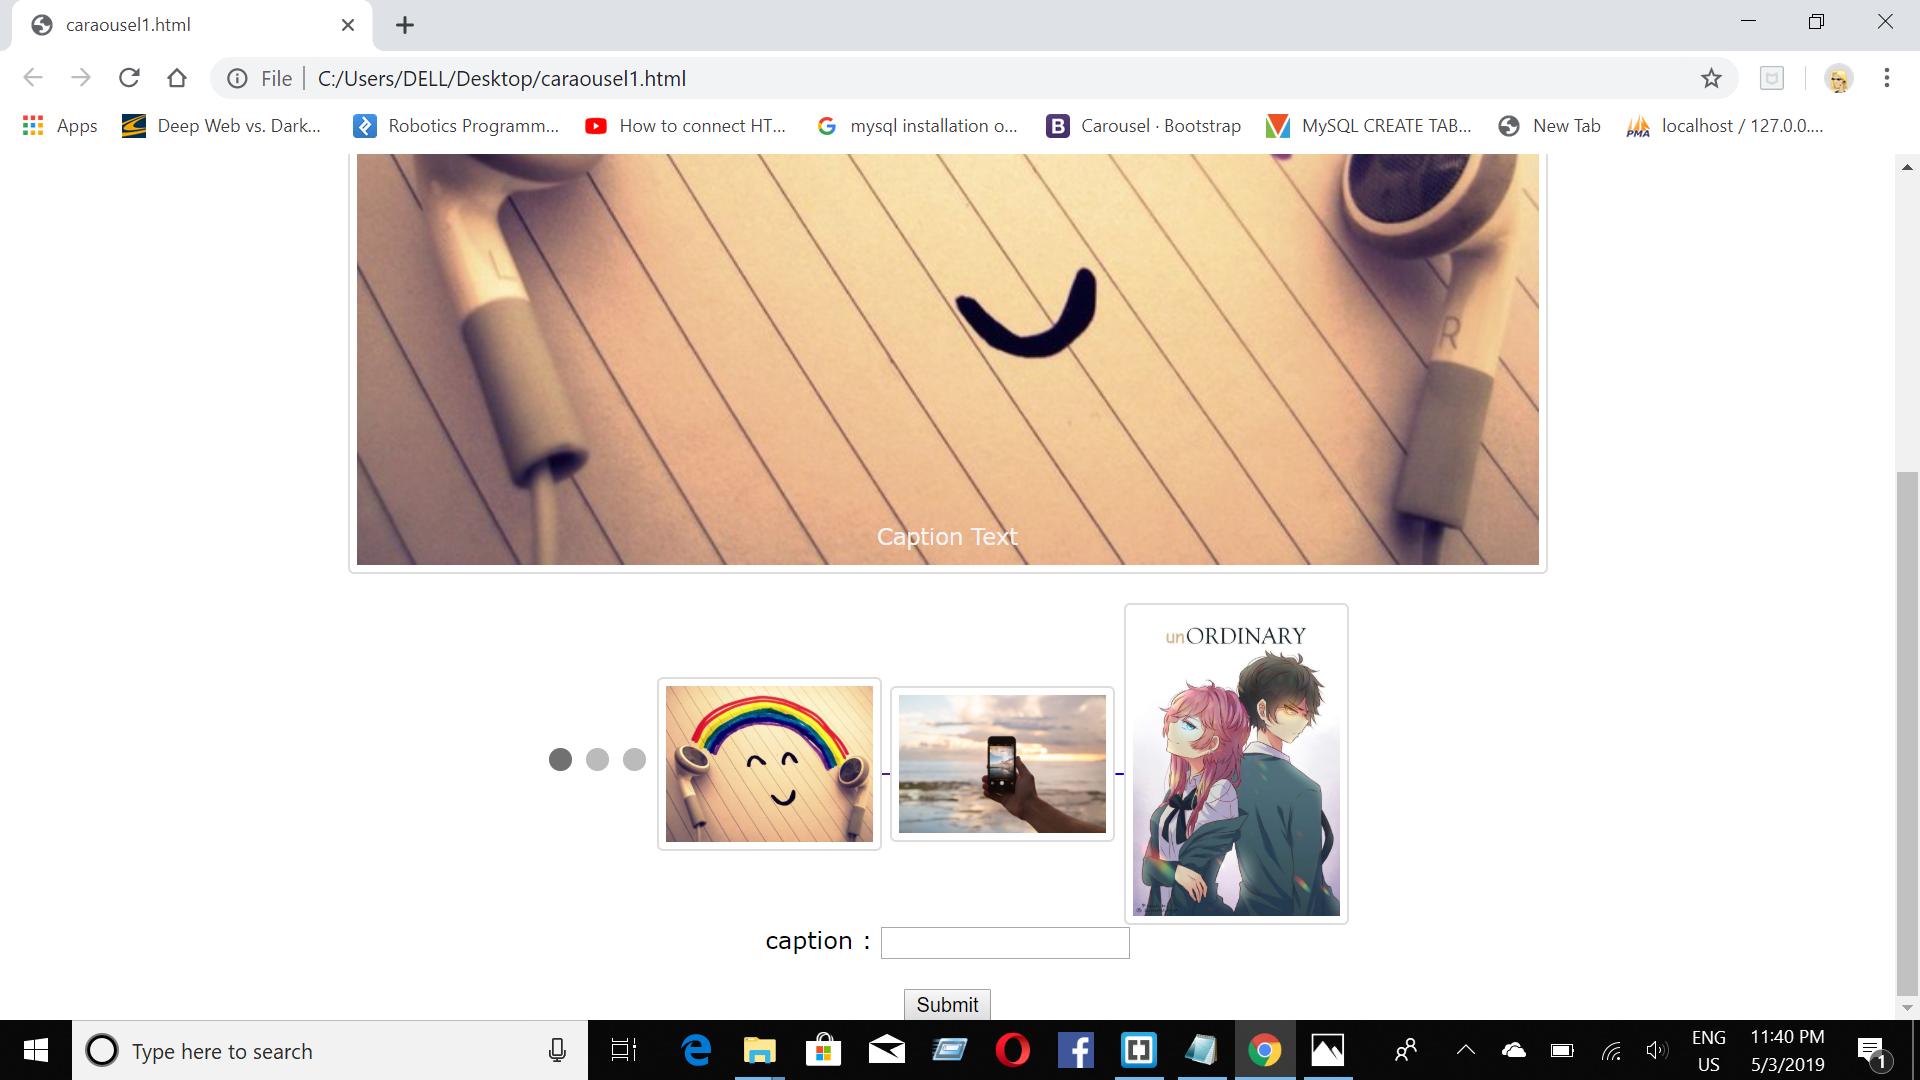 caraousel1.html
File
C:/Users/DELL/Desktop/caraousel1.html
Apps
Deep Web vs. Dark...
Robotics Programm...
How to connect HT...
mysql installation o...
Carousel · Bootstrap
MySQL CREATE TAB...
New Tab
PMA
localhost / 127.0.0....
L
R
Caption Text
unORDINARY
caption :
Submit
Type here to search
ENG
US
11:40 PM
5/3/2019
1